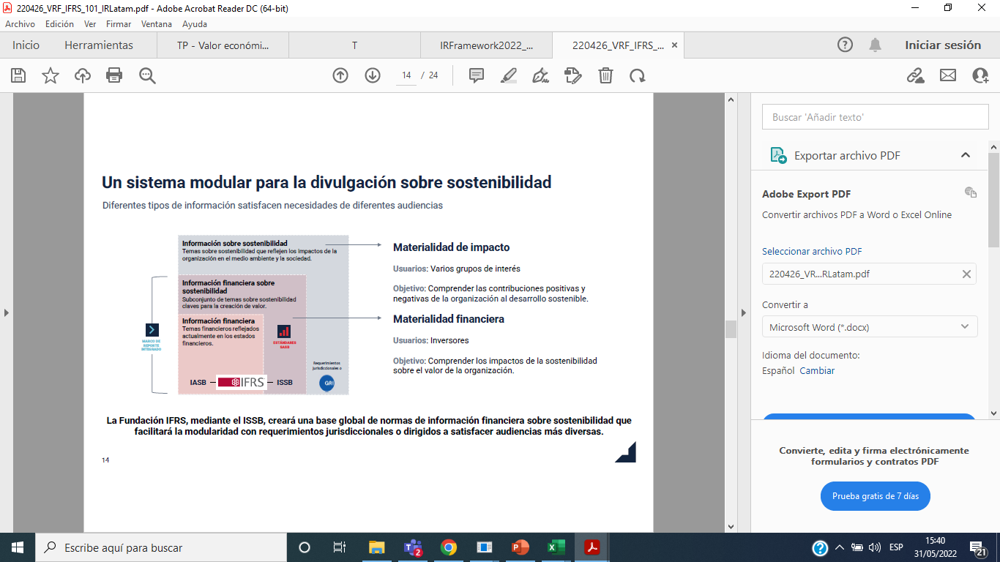 220426_VRF_IFRS_101_IRLatam.pdf - Adobe Acrobat Reader DC (64-bit)
Archivo Edición Ver Firmar Ventana Ayuda
Inicio Herramientas TP - Valor económi... T IRFramework2022_... 220426_VRF_IFRS_... × Iniciar sesión
14 / 24
Un sistema modular para la divulgación sobre sostenibilidad
Diferentes tipos de información satisfacen necesidades de diferentes audiencias
Información sobre sostenibilidad
Temas sobre sostenibilidad que reflejen los impactos de la
organización en el medio ambiente y la sociedad.
Información financiera sobre
sostenibilidad
Subconjunto de temas sobre sostenibilidad
claves para la creación de valor.
Información financiera
Temas financieros reflejados
actualmente en los estados
financieros.
MARCO DE
REPORTE
INTEGRADO
ESTÁNDARES
SASB
Requerimientos
jurisdiccionales o
IASB IFRS ISSB
GRI
Materialidad de impacto
Usuarios: Varios grupos de interés
Objetivo: Comprender las contribuciones positivas y
negativas de la organización al desarrollo sostenible.
Materialidad financiera
Usuarios: Inversores
Objetivo: Comprender los impactos de la sostenibilidad
sobre el valor de la organización.
La Fundación IFRS, mediante el ISSB, creará una base global de normas de información financiera sobre sostenibilidad que
facilitará la modularidad con requerimientos jurisdiccionales o dirigidos a satisfacer audiencias más diversas.
14
Buscar 'Añadir texto'
Exportar archivo PDF
Adobe Export PDF
Convertir archivos PDF a Word o Excel Online
Seleccionar archivo PDF
220426_VR...RLatam.pdf
Convertir a
Microsoft Word (*.docx)
Idioma del documento:
Español Cambiar
Convierte, edita y firma electrónicamente
formularios y contratos PDF
Prueba gratis de 7 días
Escribe aquí para buscar
2
ESP
15:40
31/05/2022
21